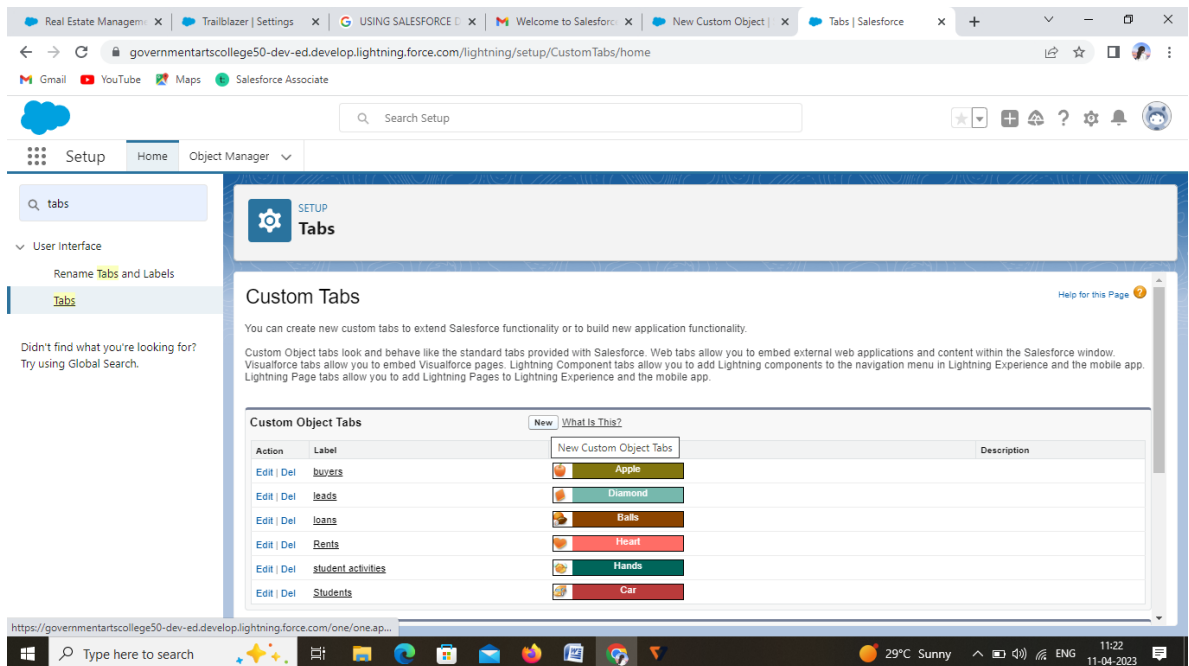 Real Estate Manageme
Trailblazer | Settings
USING SALESFORCE D
Welcome to Salesforc
New Custom Object |
Tabs | Salesforce
governmentartscollege50-dev-ed.develop.lightning.force.com/lightning/setup/CustomTabs/home
Gmail YouTube Maps Salesforce Associate
Search Setup
Setup Home Object Manager
tabs
User Interface
Rename Tabs and Labels
Tabs
Didn't find what you're looking for?
Try using Global Search.
SETUP
Tabs
Custom Tabs
Help for this Page
You can create new custom tabs to extend Salesforce functionality or to build new application functionality.
Custom Object tabs look and behave like the standard tabs provided with Salesforce. Web tabs allow you to embed external web applications and content within the Salesforce window.
Visualforce tabs allow you to embed Visualforce pages. Lightning Component tabs allow you to add Lightning components to the navigation menu in Lightning Experience and the mobile app.
Lightning Page tabs allow you to add Lightning Pages to Lightning Experience and the mobile app.
Custom Object Tabs New What Is This?
New Custom Object Tabs
Action Label Description
Edit | Del buyers Apple
Edit | Del leads Diamond
Edit | Del loans Balls
Edit | Del Rents Heart
Edit | Del student activities Hands
Edit | Del Students Car
https://governmentartscollege50-dev-ed.develop.lightning.force.com/one/one.ap...
Type here to search
29°C Sunny
ENG
11:22
11-04-2023